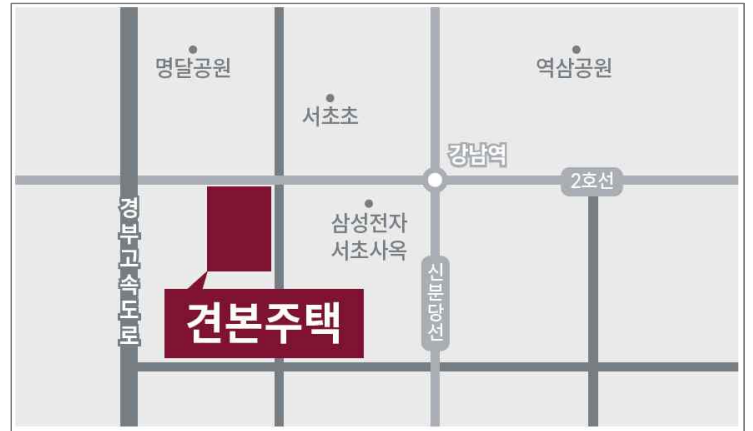 명달공원
역삼공원
서초초
강남역
2호선
경부고속도로
삼성전자
서초사옥
신분당선
견본주택